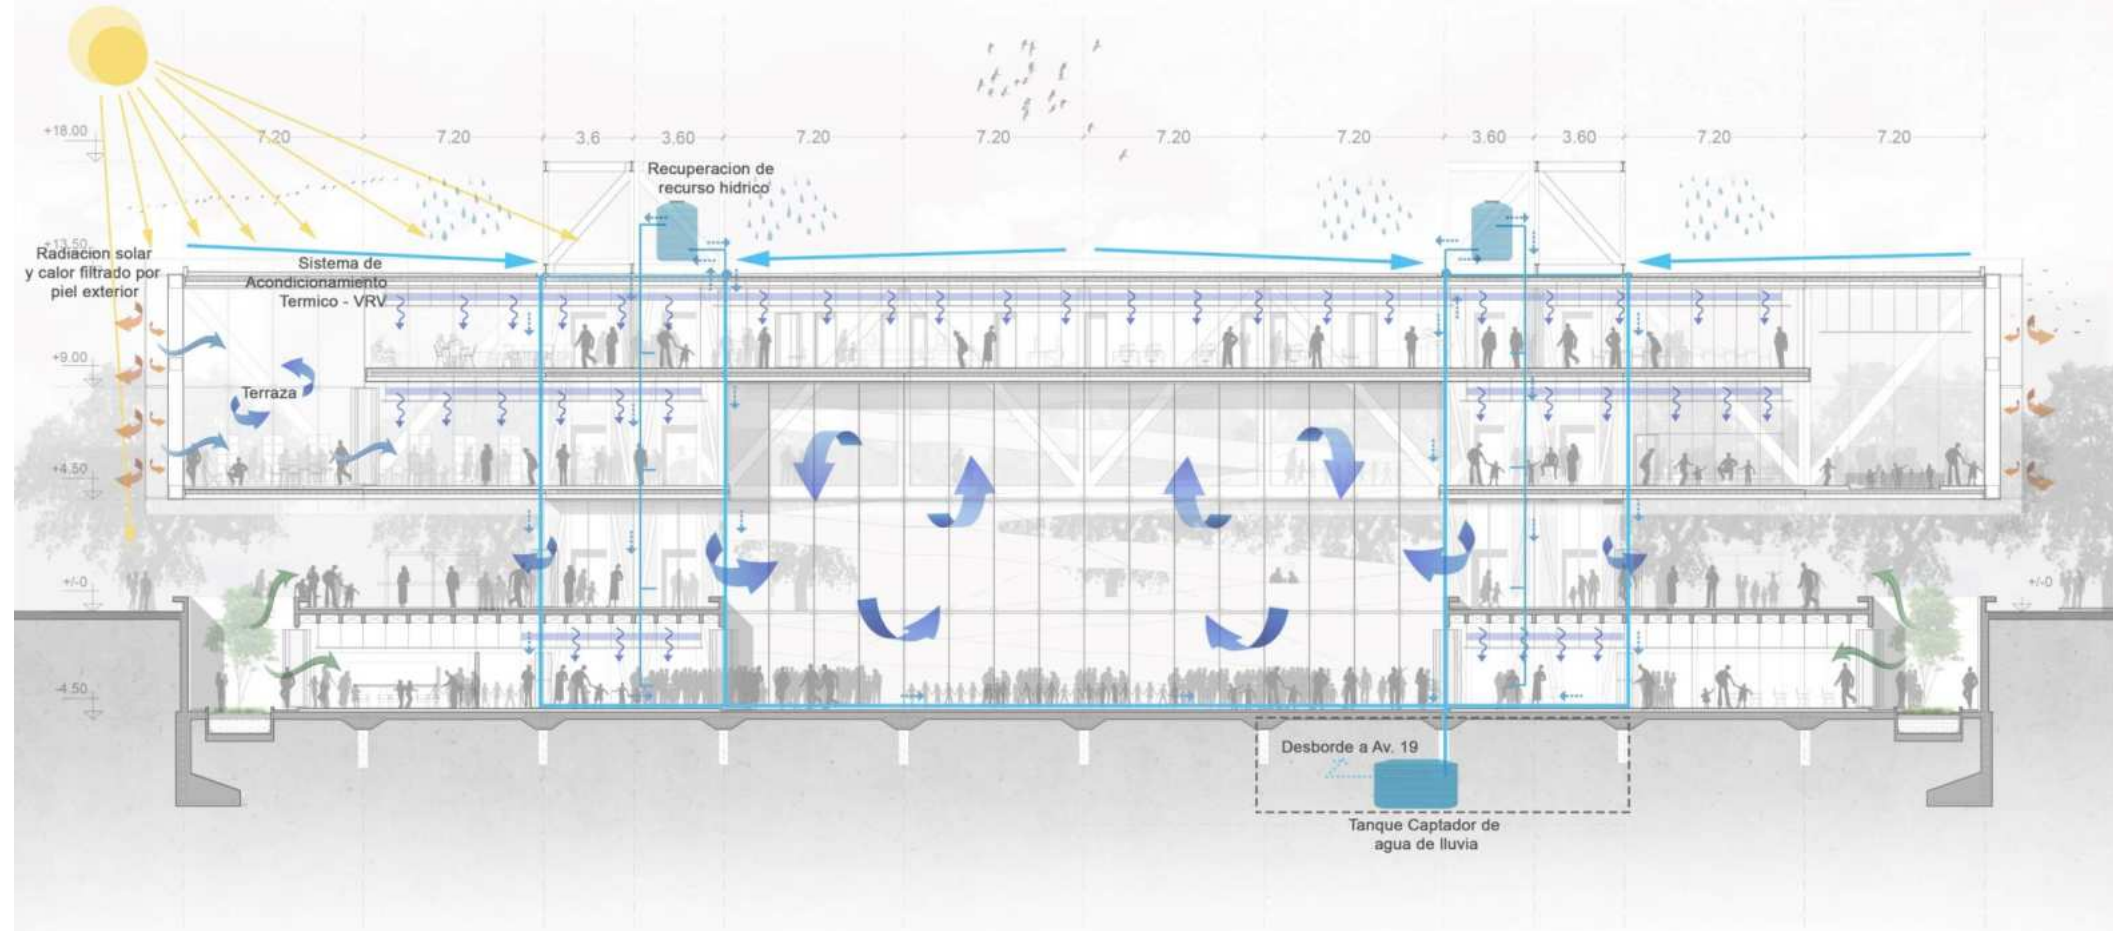 +18.00
7.20
7.20
3.6
3.60
7.20
7.20
7.20
7.20
3.60
3.60
7.20
7.20
Recuperacion de
recurso hidrico
+13.50
Radiacion solar
y calor filtrado por
piel exterior
Sistema de
Acondicionamiento
Termico - VRV
+9.00
Terraza
+4.50
+/-0
+/-0
-4.50
Desborde a Av. 19
Tanque Captador de
agua de lluvia